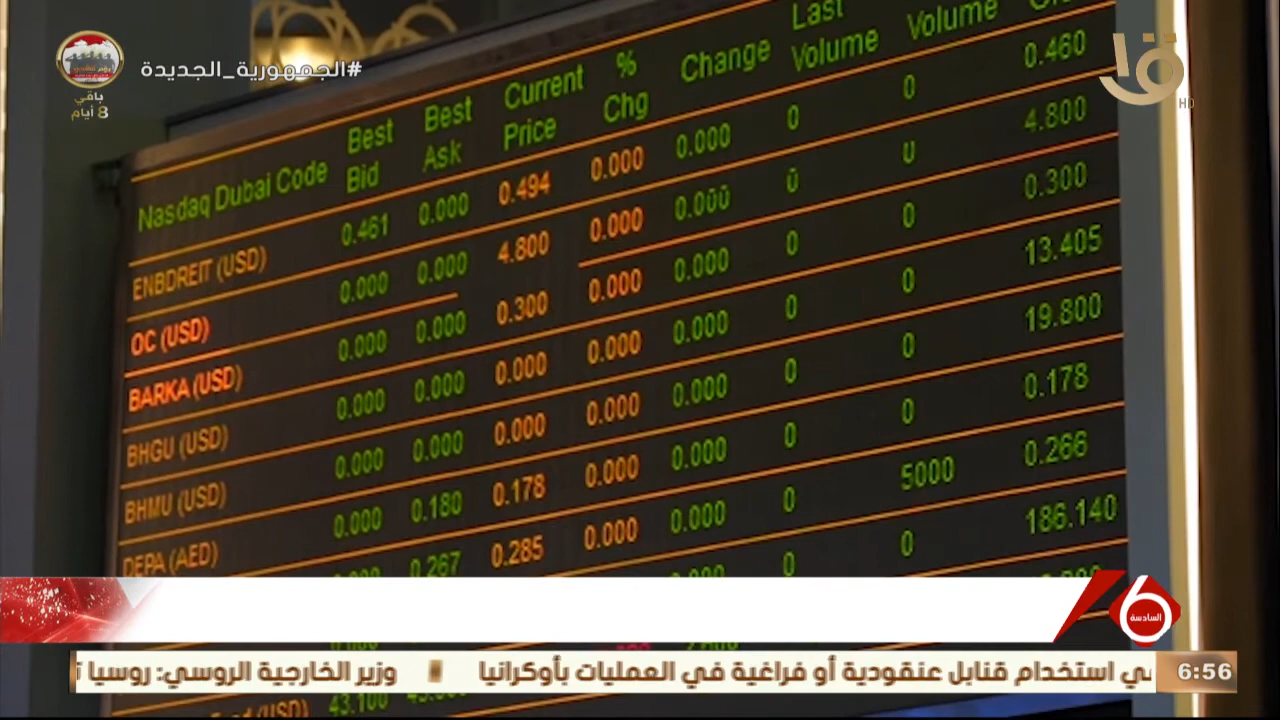 #الجمهورية_الجديدة
باقي
8 أيام
HD
Nasdaq Dubai Code Best Bid Best Ask Current Price % Chg Change Last Volume Volume
ENBDREIT (USD) 0.461 0.000 0.494 0.000 0.000 0 0 0.460
OC (USD) 0.000 0.000 4.800 0.000 0.000 0 0 4.800
BARKA (USD) 0.000 0.000 0.300 0.000 0.000 0 0 0.300
BHGU (USD) 0.000 0.000 0.000 0.000 0.000 0 0 13.405
BHMU (USD) 0.000 0.000 0.000 0.000 0.000 0 0 19.800
DEPA (AED) 0.000 0.180 0.178 0.000 0.000 0 0 0.178
0.267 0.285 0.000 0.000 0 5000 0.266
0 0 186.140
6 السادسة
استخدام قنابل عنقودية أو فراغية في العمليات بأوكرانيا
وزير الخارجية الروسي: روسيا
6:56
(USD) 43.100